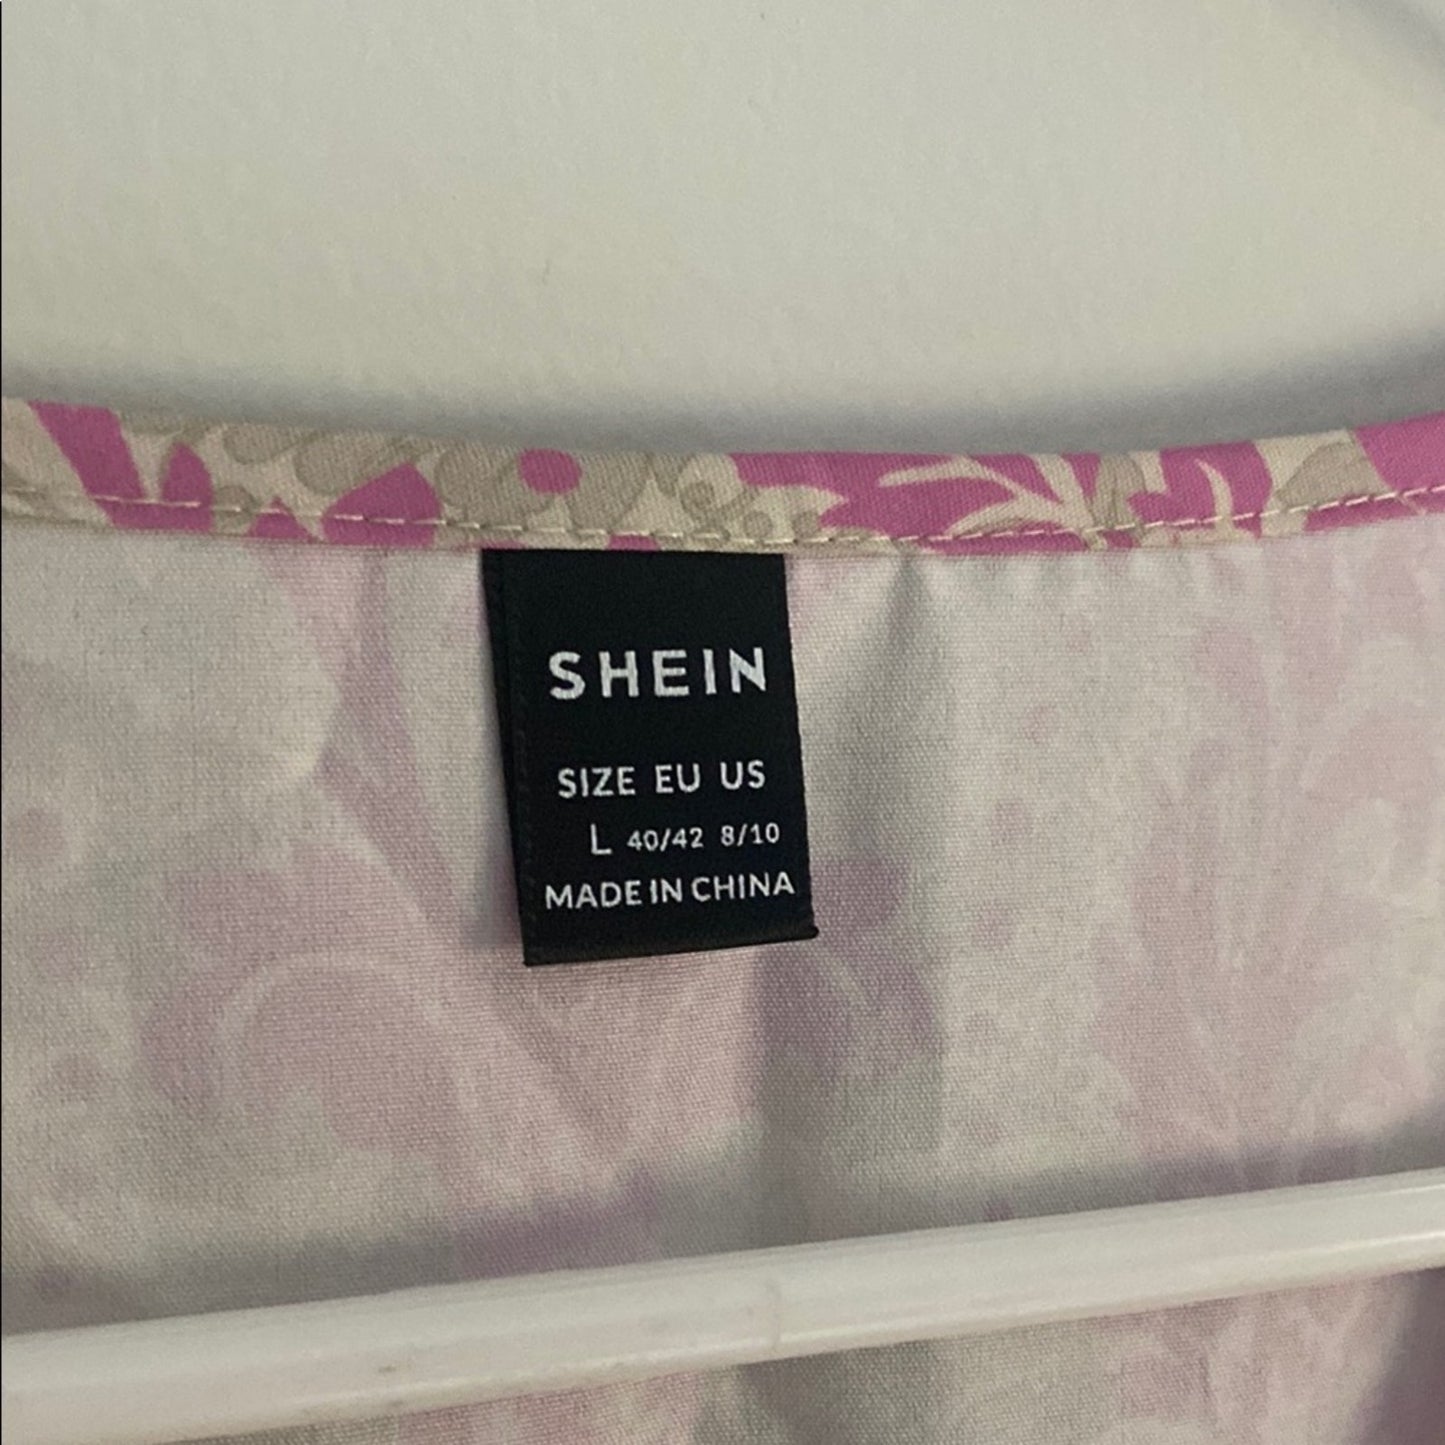 SHEIN
SIZE EU US
L 40/42 8/10
MADE IN CHINA